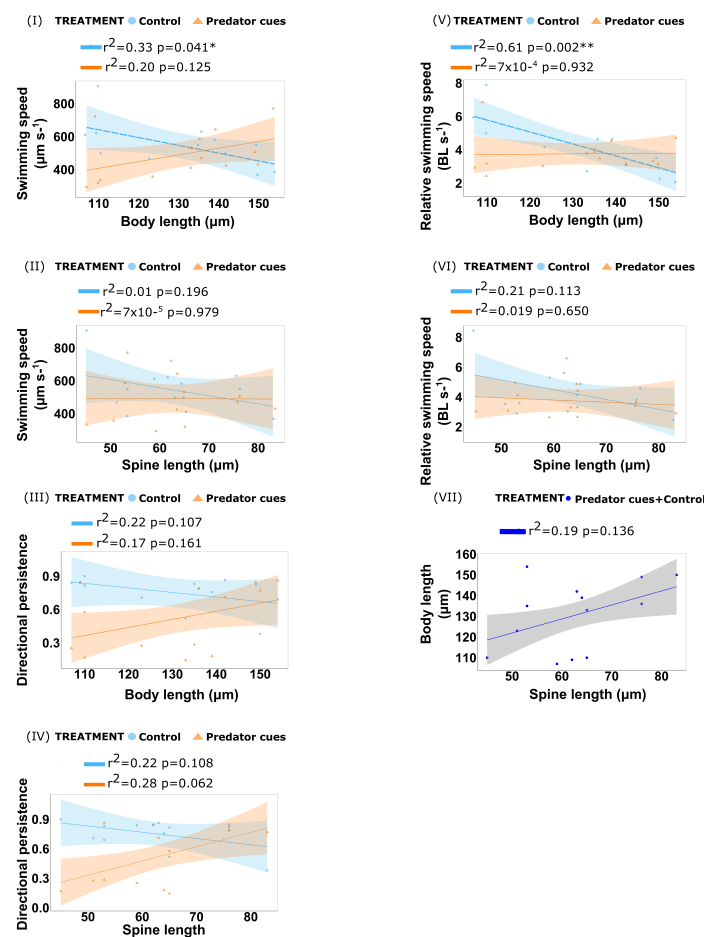 (I) TREATMENT Control Predator cues
r²=0.33 p=0.041*
r²=0.20 p=0.125
Swimming speed
(µm s-¹)
800
600
400
110 120 130 140 150
Body length (µm)
(V) TREATMENT Control Predator cues
r²=0.61 p=0.002**
r²=7x10-⁴ p=0.932
Relative swimming speed
(BL s-¹)
8
6
4
2
110 120 130 140 150
Body length (µm)
(II) TREATMENT Control Predator cues
r²=0.01 p=0.196
r²=7x10-⁵ p=0.979
Swimming speed
(µm s-¹)
800
600
400
50 60 70 80
Spine length (µm)
(VI) TREATMENT Control Predator cues
r²=0.21 p=0.113
r²=0.019 p=0.650
Relative swimming speed
(BL s-¹)
8
6
4
2
50 60 70 80
Spine length (µm)
(III) TREATMENT Control Predator cues
r²=0.22 p=0.107
r²=0.17 p=0.161
Directional persistence
0.9
0.6
0.3
110 120 130 140 150
Body length (µm)
(VII) TREATMENT Predator cues+Control
r²=0.19 p=0.136
Body length
(µm)
160
150
140
130
120
110
50 60 70 80
Spine length (µm)
(IV) TREATMENT Control Predator cues
r²=0.22 p=0.108
r²=0.28 p=0.062
Directional persistence
0.9
0.6
0.3
0.0
50 60 70 80
Spine length